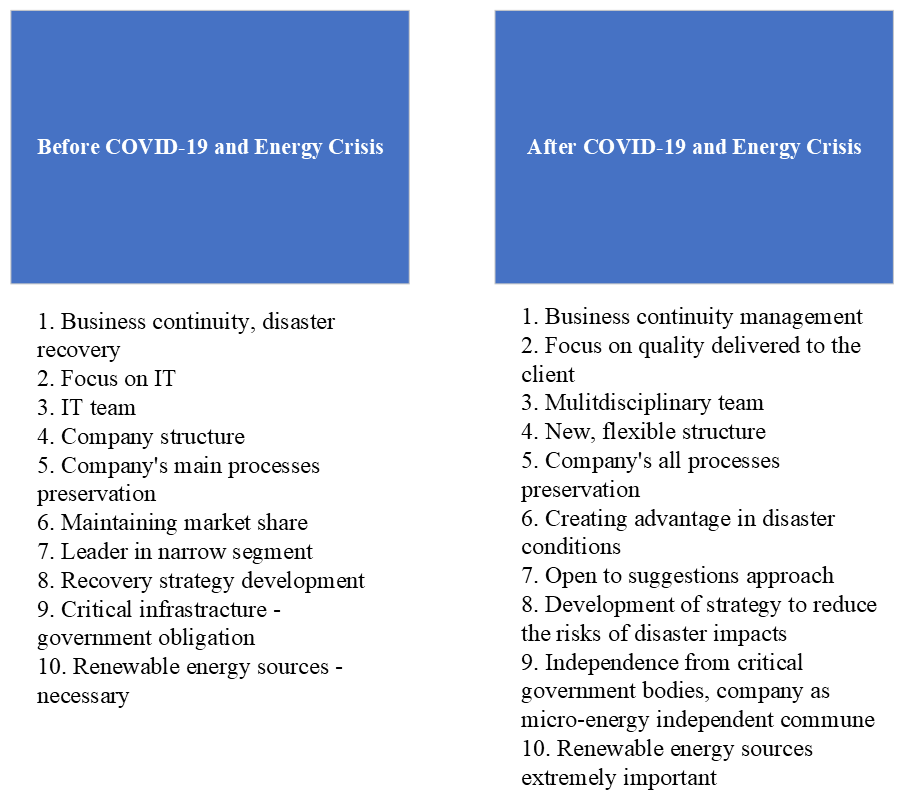 Before COVID-19 and Energy Crisis
1. Business continuity, disaster
recovery
2. Focus on IT
3. IT team
4. Company structure
5. Company's main processes
preservation
6. Maintaining market share
7. Leader in narrow segment
8. Recovery strategy development
9. Critical infrastracture -
government obligation
10. Renewable energy sources -
necessary
After COVID-19 and Energy Crisis
1. Business continuity management
2. Focus on quality delivered to the
client
3. Mulitdisciplinary team
4. New, flexible structure
5. Company's all processes
preservation
6. Creating advantage in disaster
conditions
7. Open to suggestions approach
8. Development of strategy to reduce
the risks of disaster impacts
9. Independence from critical
government bodies, company as
micro-energy independent commune
10. Renewable energy sources
extremely important